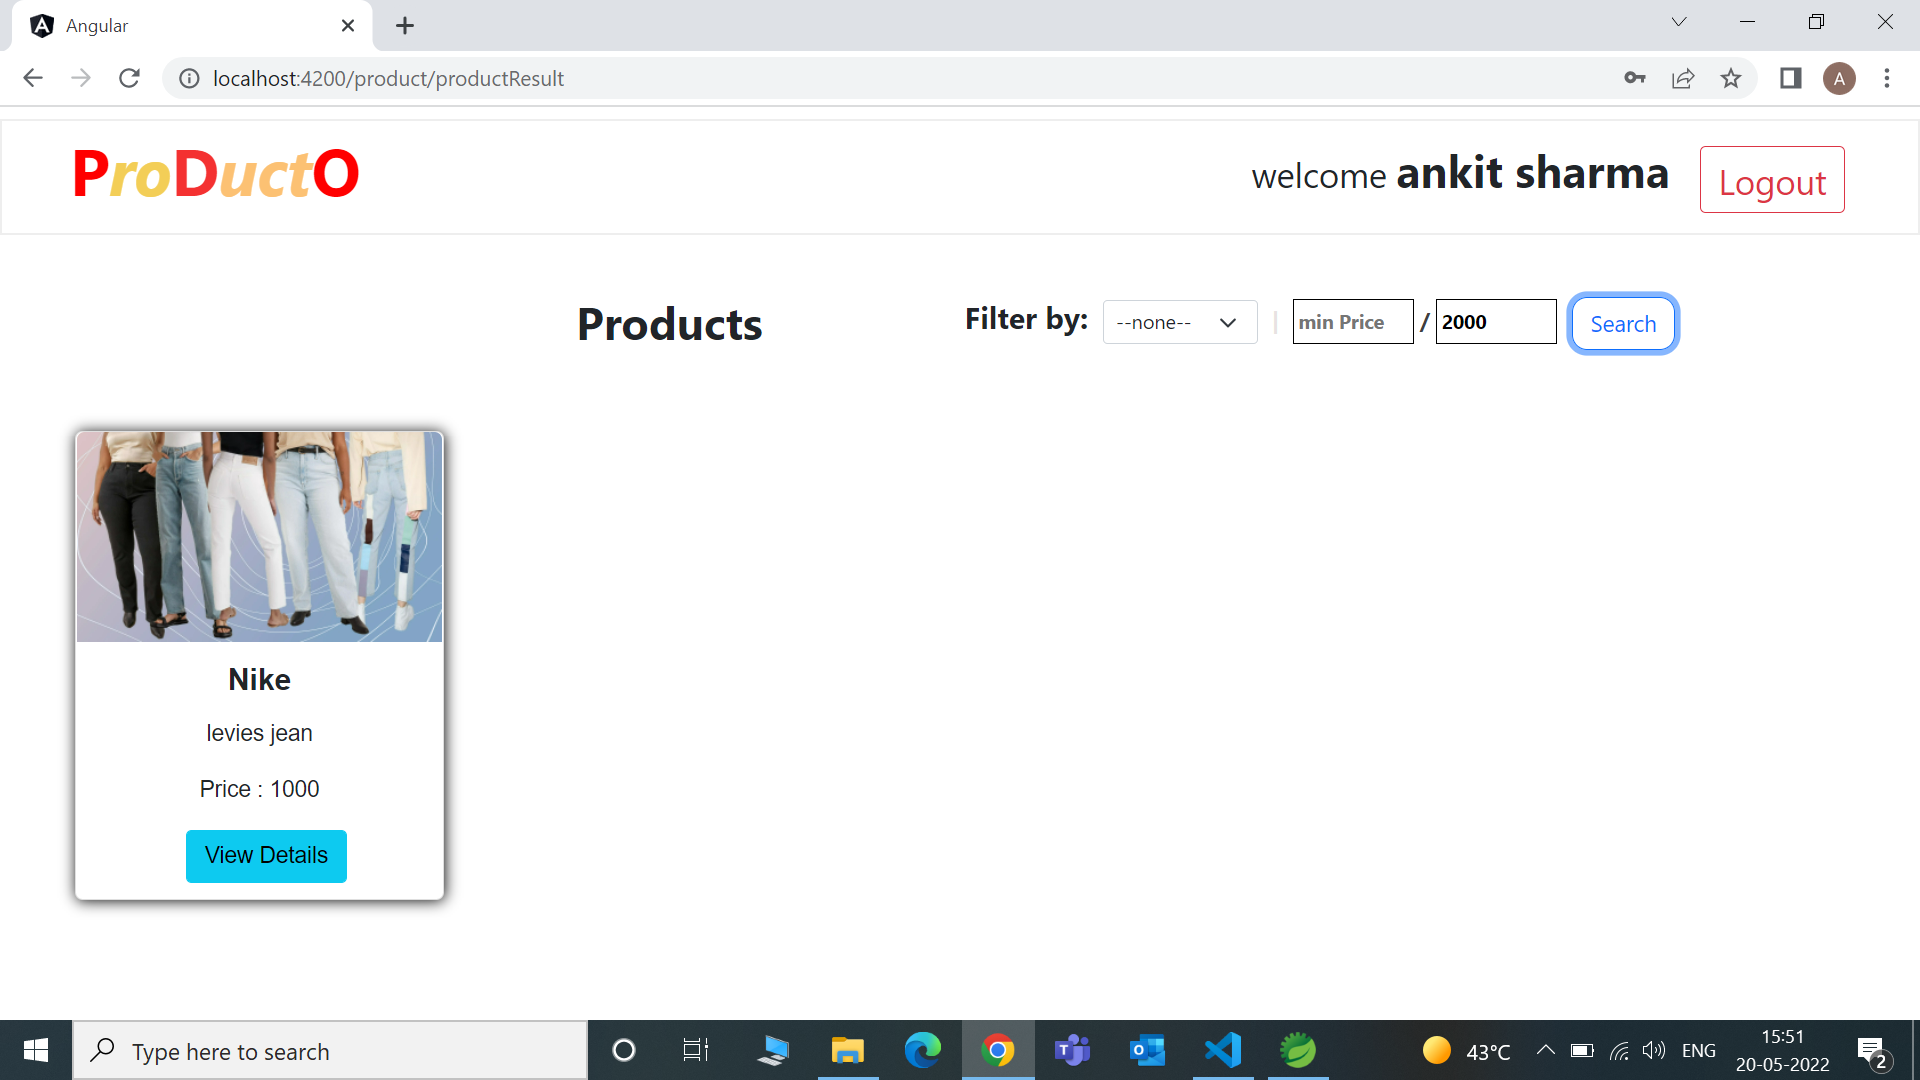 Angular
localhost:4200/product/productResult
A
ProDuctO
welcome ankit sharma
Logout
Products
Filter by:
--none--
min Price / 2000
Search
Nike
levies jean
Price : 1000
View Details
Type here to search
43°C
ENG
15:51
20-05-2022
2